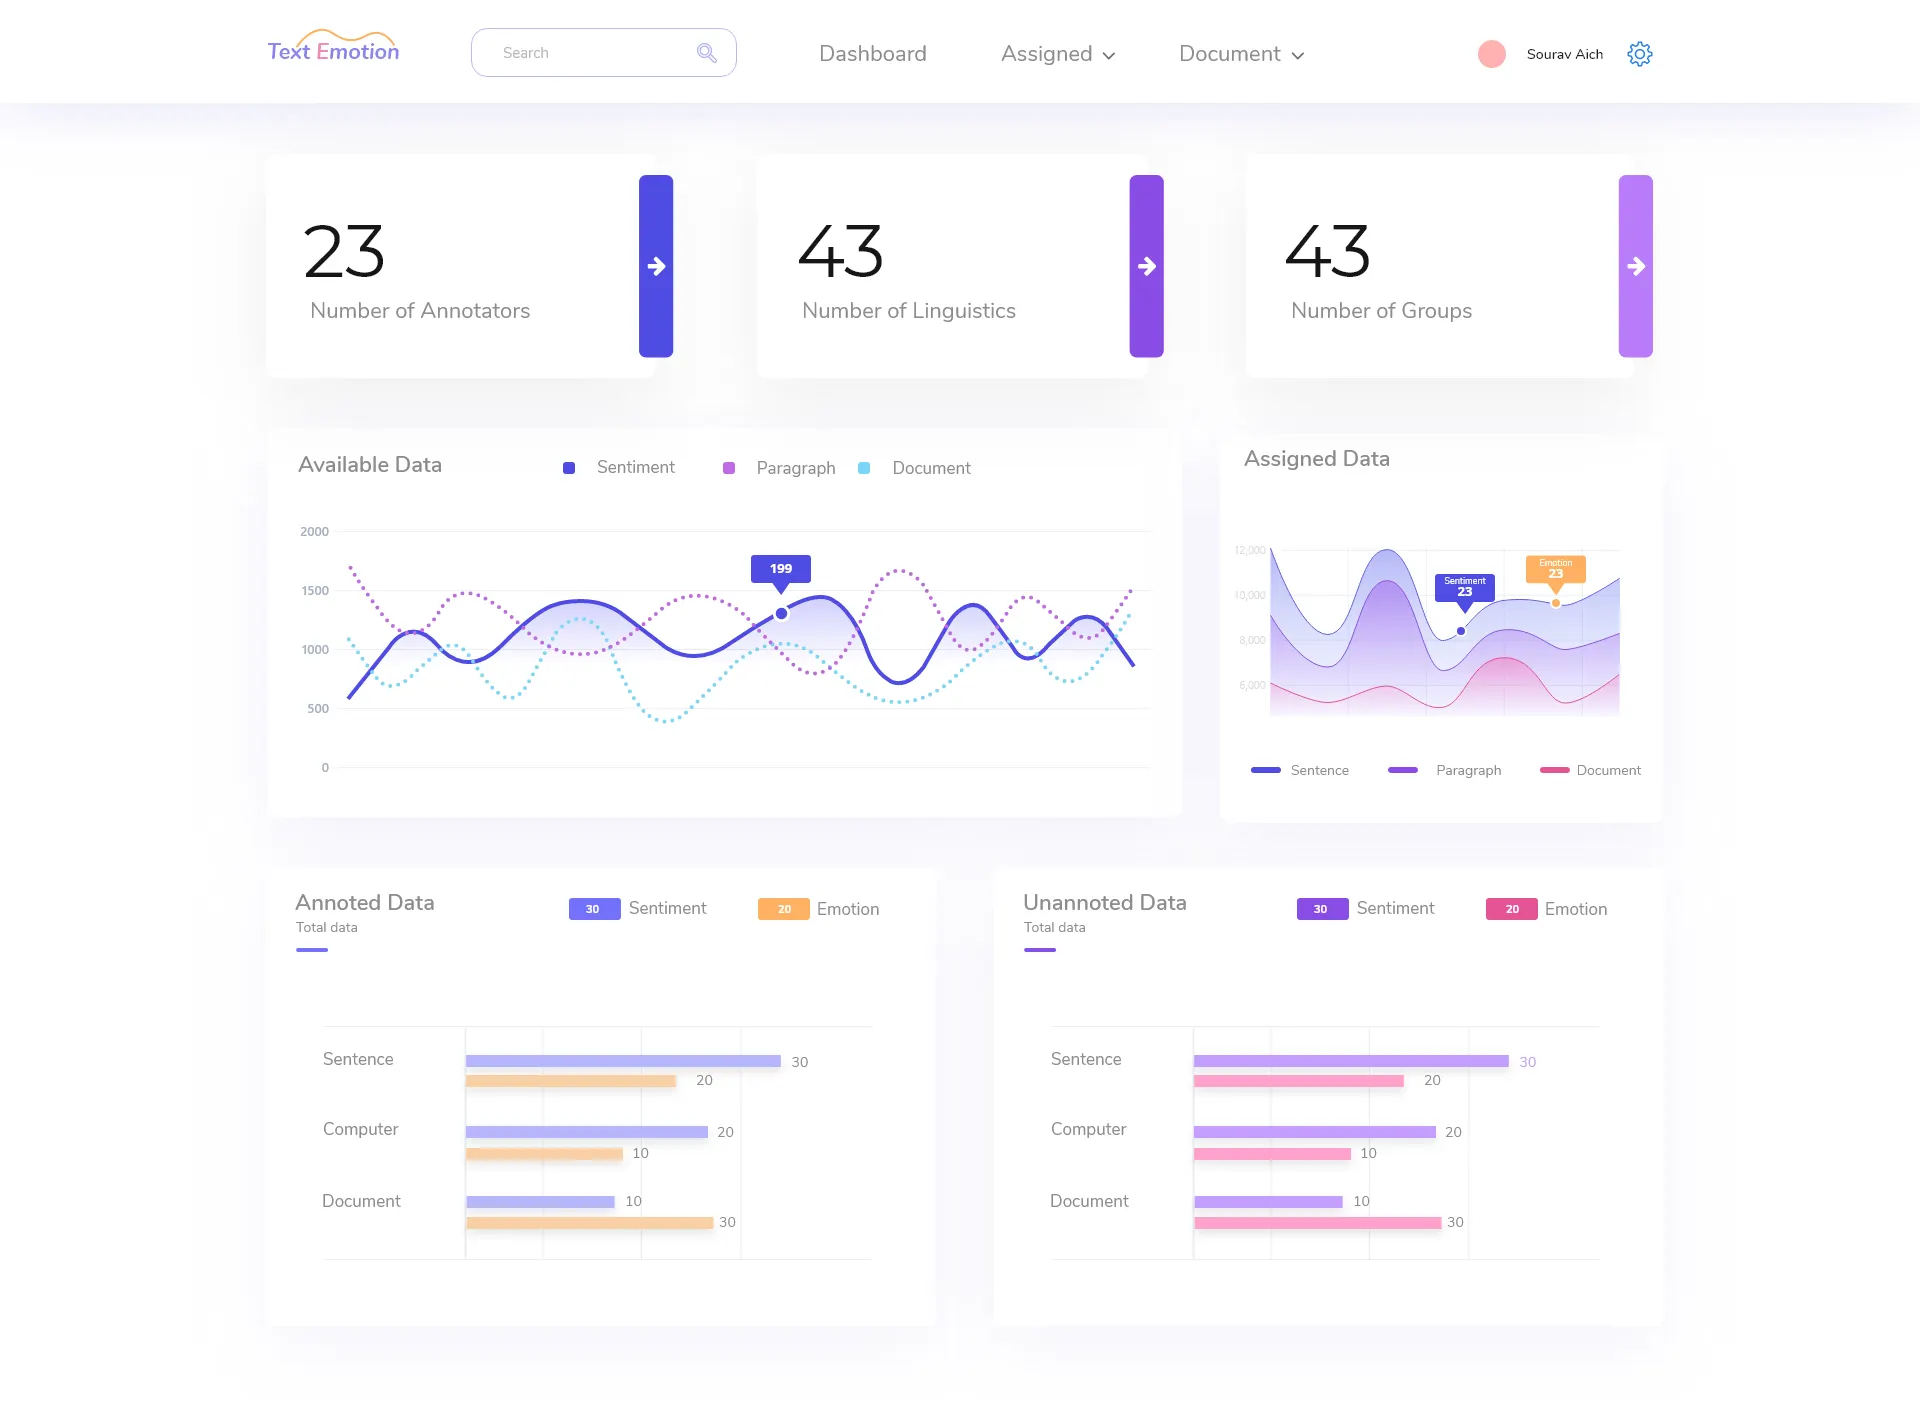 Text Emotion
Search
Dashboard
Assigned
Document
Sourav Aich
23
Number of Annotators
43
Number of Linguistics
43
Number of Groups
Available Data
Sentiment
Paragraph
Document
2000
1500
1000
500
0
199
Assigned Data
12,000
10,000
8,000
6,000
Sentiment
23
Emotion
23
Sentence
Paragraph
Document
Annoted Data
Total data
30 Sentiment
20 Emotion
Sentence
30
20
Computer
20
10
Document
10
30
Unannoted Data
Total data
30 Sentiment
20 Emotion
Sentence
30
20
Computer
20
10
Document
10
30